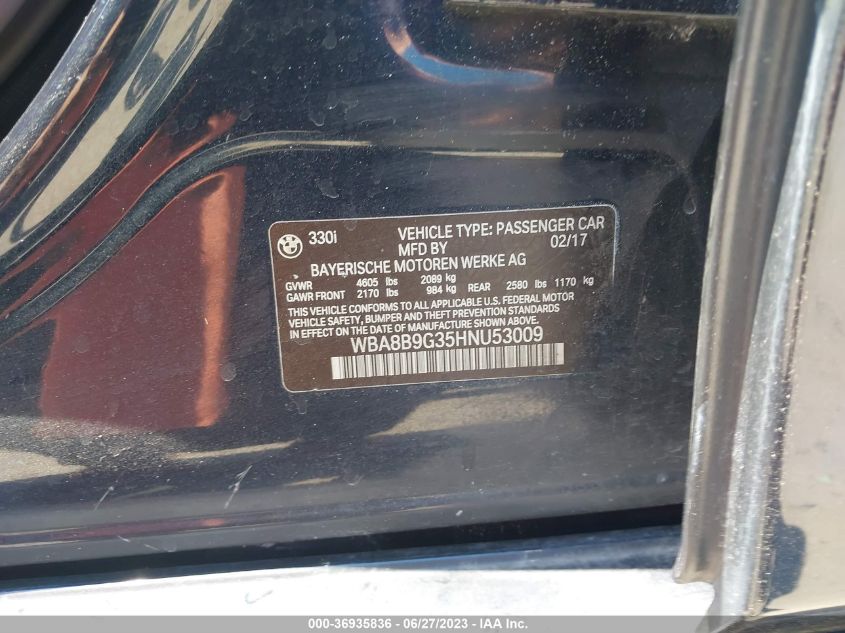 BMW
330i VEHICLE TYPE: PASSENGER CAR
MFD BY 02/17
BAYERISCHE MOTOREN WERKE AG
GVWR 4605 lbs 2089 kg
GAWR FRONT 2170 lbs 984 kg REAR 2580 lbs 1170 kg
THIS VEHICLE CONFORMS TO ALL APPLICABLE U.S. FEDERAL MOTOR
VEHICLE SAFETY, BUMPER AND THEFT PREVENTION STANDARDS
IN EFFECT ON THE DATE OF MANUFACTURE SHOWN ABOVE.
WBA8B9G35HNU53009
000-36935836 - 06/27/2023 - IAA Inc.